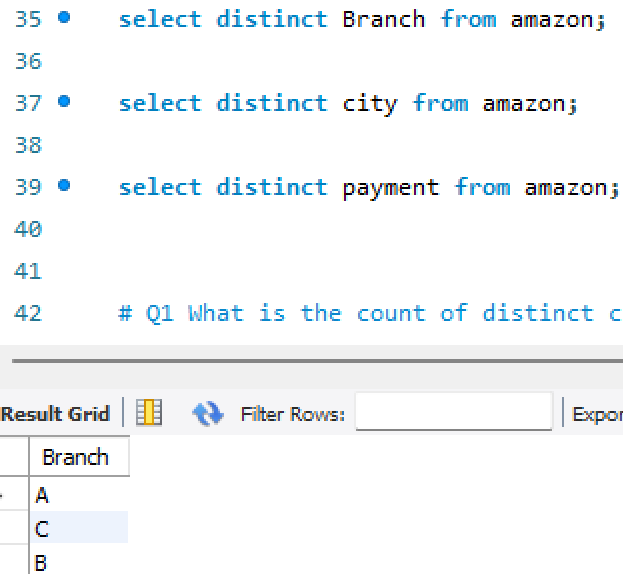 35 select distinct Branch from amazon;
36
37 select distinct city from amazon;
38
39 select distinct payment from amazon;
40
41
42 # Q1 What is the count of distinct c
Result Grid Filter Rows: Expor
Branch
A
C
B